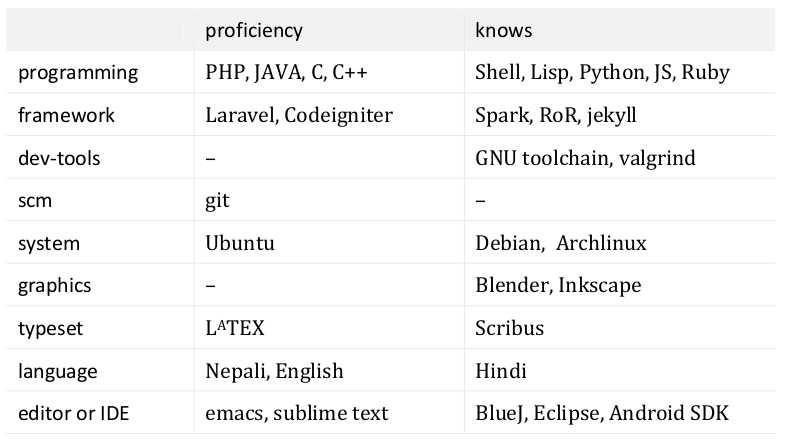 proficiency knows
programming PHP, JAVA, C, C++ Shell, Lisp, Python, JS, Ruby
framework Laravel, Codeigniter Spark, RoR, jekyll
dev-tools – GNU toolchain, valgrind
scm git –
system Ubuntu Debian, Archlinux
graphics – Blender, Inkscape
typeset LATEX Scribus
language Nepali, English Hindi
editor or IDE emacs, sublime text BlueJ, Eclipse, Android SDK